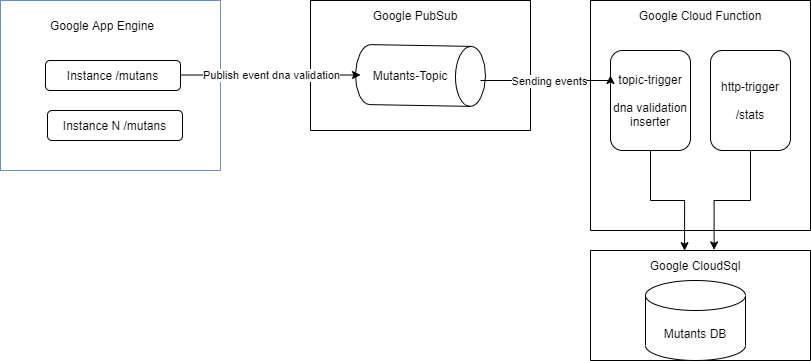 Google App Engine
Instance /mutans
Instance N /mutans
Publish event dna validation
Google PubSub
Mutants-Topic
Sending events
Google Cloud Function
topic-trigger
dna validation
inserter
http-trigger
/stats
Google CloudSql
Mutants DB